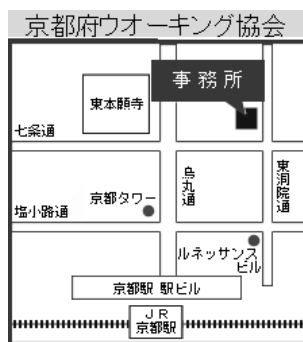 京都府ウオーキング協会
事務所
東本願寺
七条通
烏丸通
東洞院通
京都タワー
塩小路通
ルネッサンス
ビル
京都駅 駅ビル
JR
京都駅